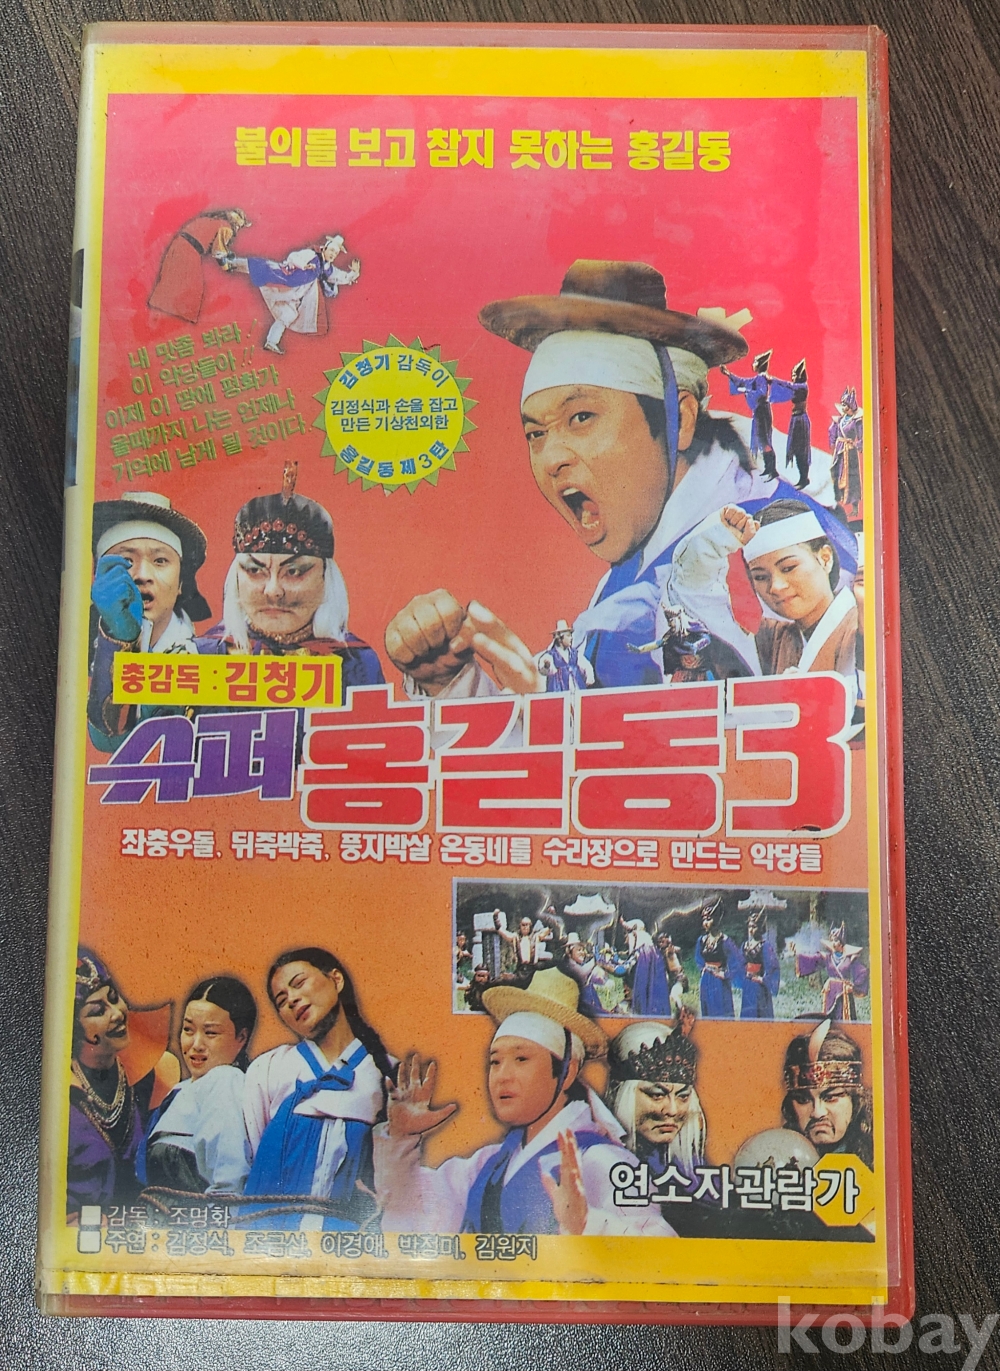 불의를 보고 참지 못하는 홍길동
내 맛좀 봐라,
이 악당들아!!
이제 이 땅에 평화가
올때까지 나는 언제나
기억에 남게 될 것이다.
김청기 감독이
김정식과 손을 잡고
만든 기상천외한
홍길동 제3탄
총감독 : 김청기
슈퍼 홍길동3
좌충우돌, 뒤죽박죽, 풍지박살 온동네를 수라장으로 만드는 악당들
연소자관람가
감독 : 조명화
주연 : 김정식, 조금산, 이경애, 박정미, 김원지
kobay